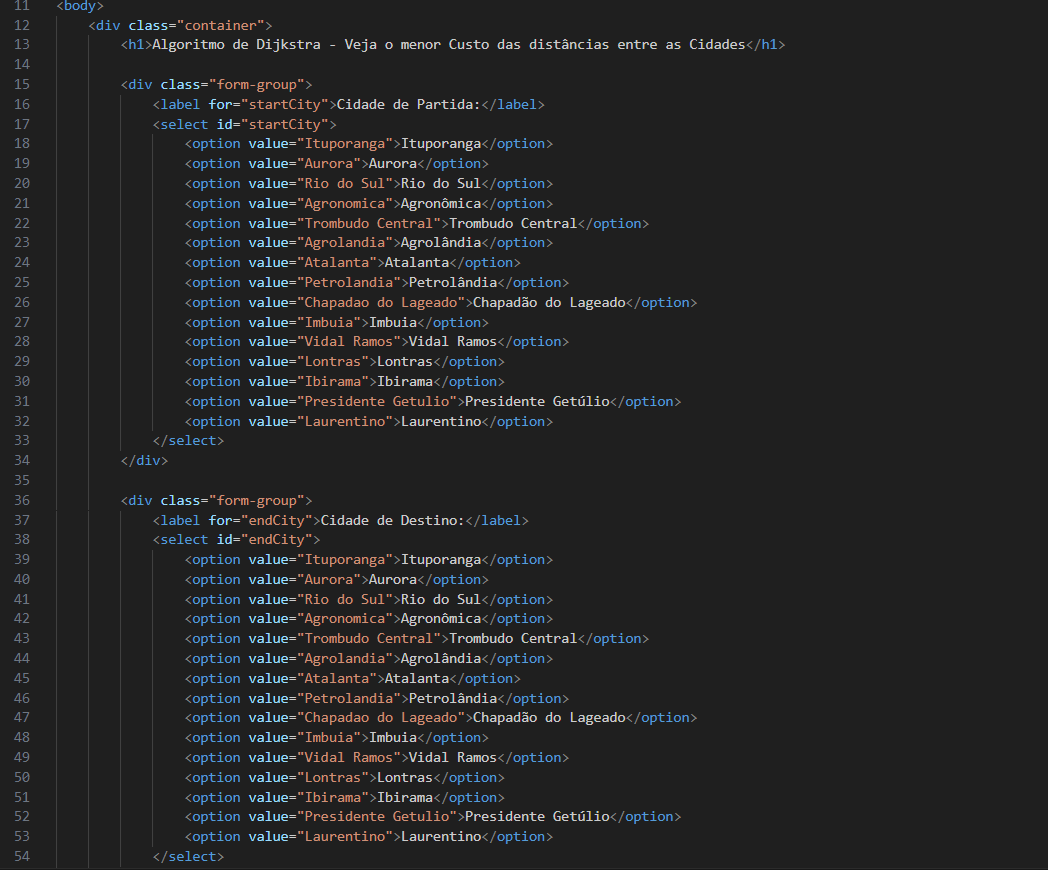 11 <body>
12 <div class="container">
13 <h1>Algoritmo de Dijkstra - Veja o menor Custo das distâncias entre as Cidades</h1>
14
15 <div class="form-group">
16 <label for="startCity">Cidade de Partida:</label>
17 <select id="startCity">
18 <option value="Ituporanga">Ituporanga</option>
19 <option value="Aurora">Aurora</option>
20 <option value="Rio do Sul">Rio do Sul</option>
21 <option value="Agronomica">Agronômica</option>
22 <option value="Trombudo Central">Trombudo Central</option>
23 <option value="Agrolandia">Agrolândia</option>
24 <option value="Atalanta">Atalanta</option>
25 <option value="Petrolandia">Petrolândia</option>
26 <option value="Chapadao do Lageado">Chapadão do Lageado</option>
27 <option value="Imbuia">Imbuia</option>
28 <option value="Vidal Ramos">Vidal Ramos</option>
29 <option value="Lontras">Lontras</option>
30 <option value="Ibirama">Ibirama</option>
31 <option value="Presidente Getulio">Presidente Getúlio</option>
32 <option value="Laurentino">Laurentino</option>
33 </select>
34 </div>
35
36 <div class="form-group">
37 <label for="endCity">Cidade de Destino:</label>
38 <select id="endCity">
39 <option value="Ituporanga">Ituporanga</option>
40 <option value="Aurora">Aurora</option>
41 <option value="Rio do Sul">Rio do Sul</option>
42 <option value="Agronomica">Agronômica</option>
43 <option value="Trombudo Central">Trombudo Central</option>
44 <option value="Agrolandia">Agrolândia</option>
45 <option value="Atalanta">Atalanta</option>
46 <option value="Petrolandia">Petrolândia</option>
47 <option value="Chapadao do Lageado">Chapadão do Lageado</option>
48 <option value="Imbuia">Imbuia</option>
49 <option value="Vidal Ramos">Vidal Ramos</option>
50 <option value="Lontras">Lontras</option>
51 <option value="Ibirama">Ibirama</option>
52 <option value="Presidente Getulio">Presidente Getúlio</option>
53 <option value="Laurentino">Laurentino</option>
54 </select>